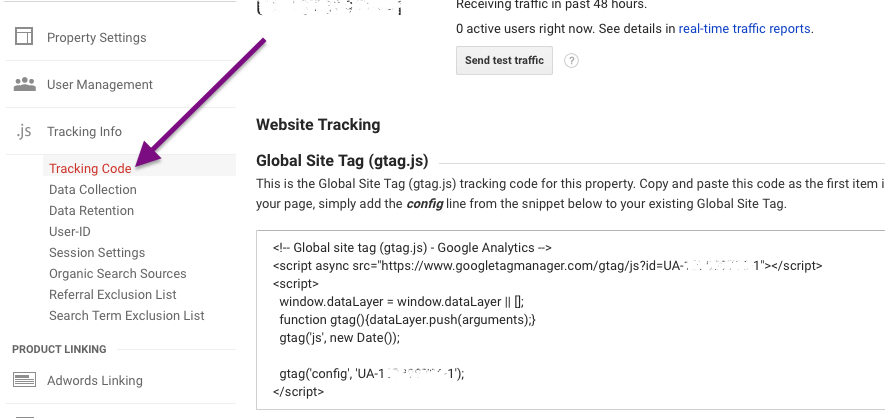 Property Settings
User Management
.js Tracking Info
Tracking Code
Data Collection
Data Retention
User-ID
Session Settings
Organic Search Sources
Referral Exclusion List
Search Term Exclusion List
PRODUCT LINKING
Adwords Linking
Receiving traffic in past 48 hours.
0 active users right now. See details in real-time traffic reports.
Send test traffic ?
Website Tracking
Global Site Tag (gtag.js)
This is the Global Site Tag (gtag.js) tracking code for this property. Copy and paste this code as the first item i
your page, simply add the config line from the snippet below to your existing Global Site Tag.
<!-- Global site tag (gtag.js) - Google Analytics -->
<script async src="https://www.googletagmanager.com/gtag/js?id=UA- 1"></script>
<script>
window.dataLayer = window.dataLayer || [];
function gtag(){dataLayer.push(arguments);}
gtag('js', new Date());
gtag('config', 'UA-1 -1');
</script>